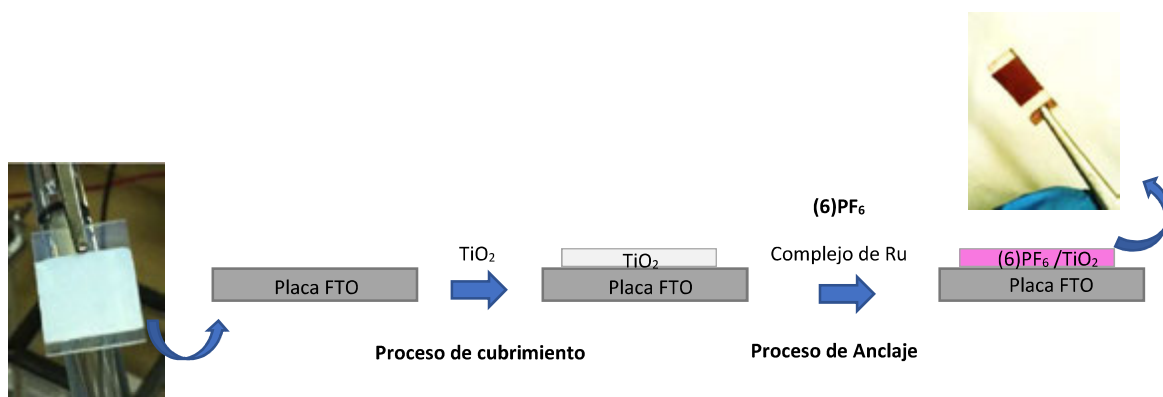 (6)PF₆
TiO₂
Complejo de Ru
TiO₂
(6)PF₆ /TiO₂
Placa FTO
Placa FTO
Placa FTO
Proceso de cubrimiento
Proceso de Anclaje